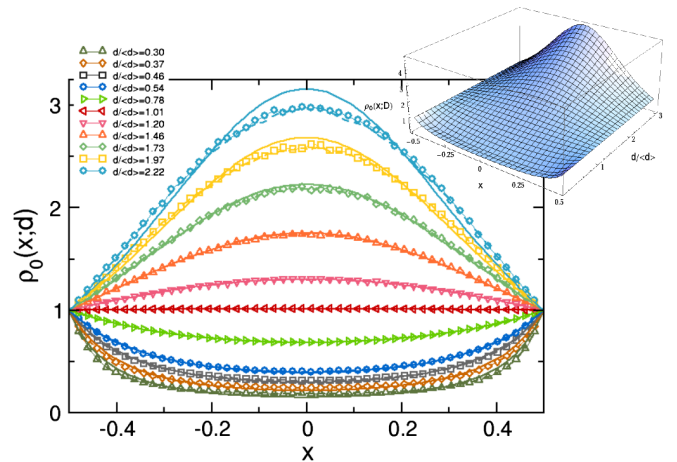 d/<d>=0.30
d/<d>=0.37
d/<d>=0.46
d/<d>=0.54
d/<d>=0.78
d/<d>=1.01
d/<d>=1.20
d/<d>=1.46
d/<d>=1.73
d/<d>=1.97
d/<d>=2.22
ρ₀(x;d)
3
2
1
0
-0.4
-0.2
0
0.2
0.4
x
ρ₀(x;D)
4
3
2
1
-0.5
-0.25
0
0.25
0.5
x
1
2
3
d/<d>